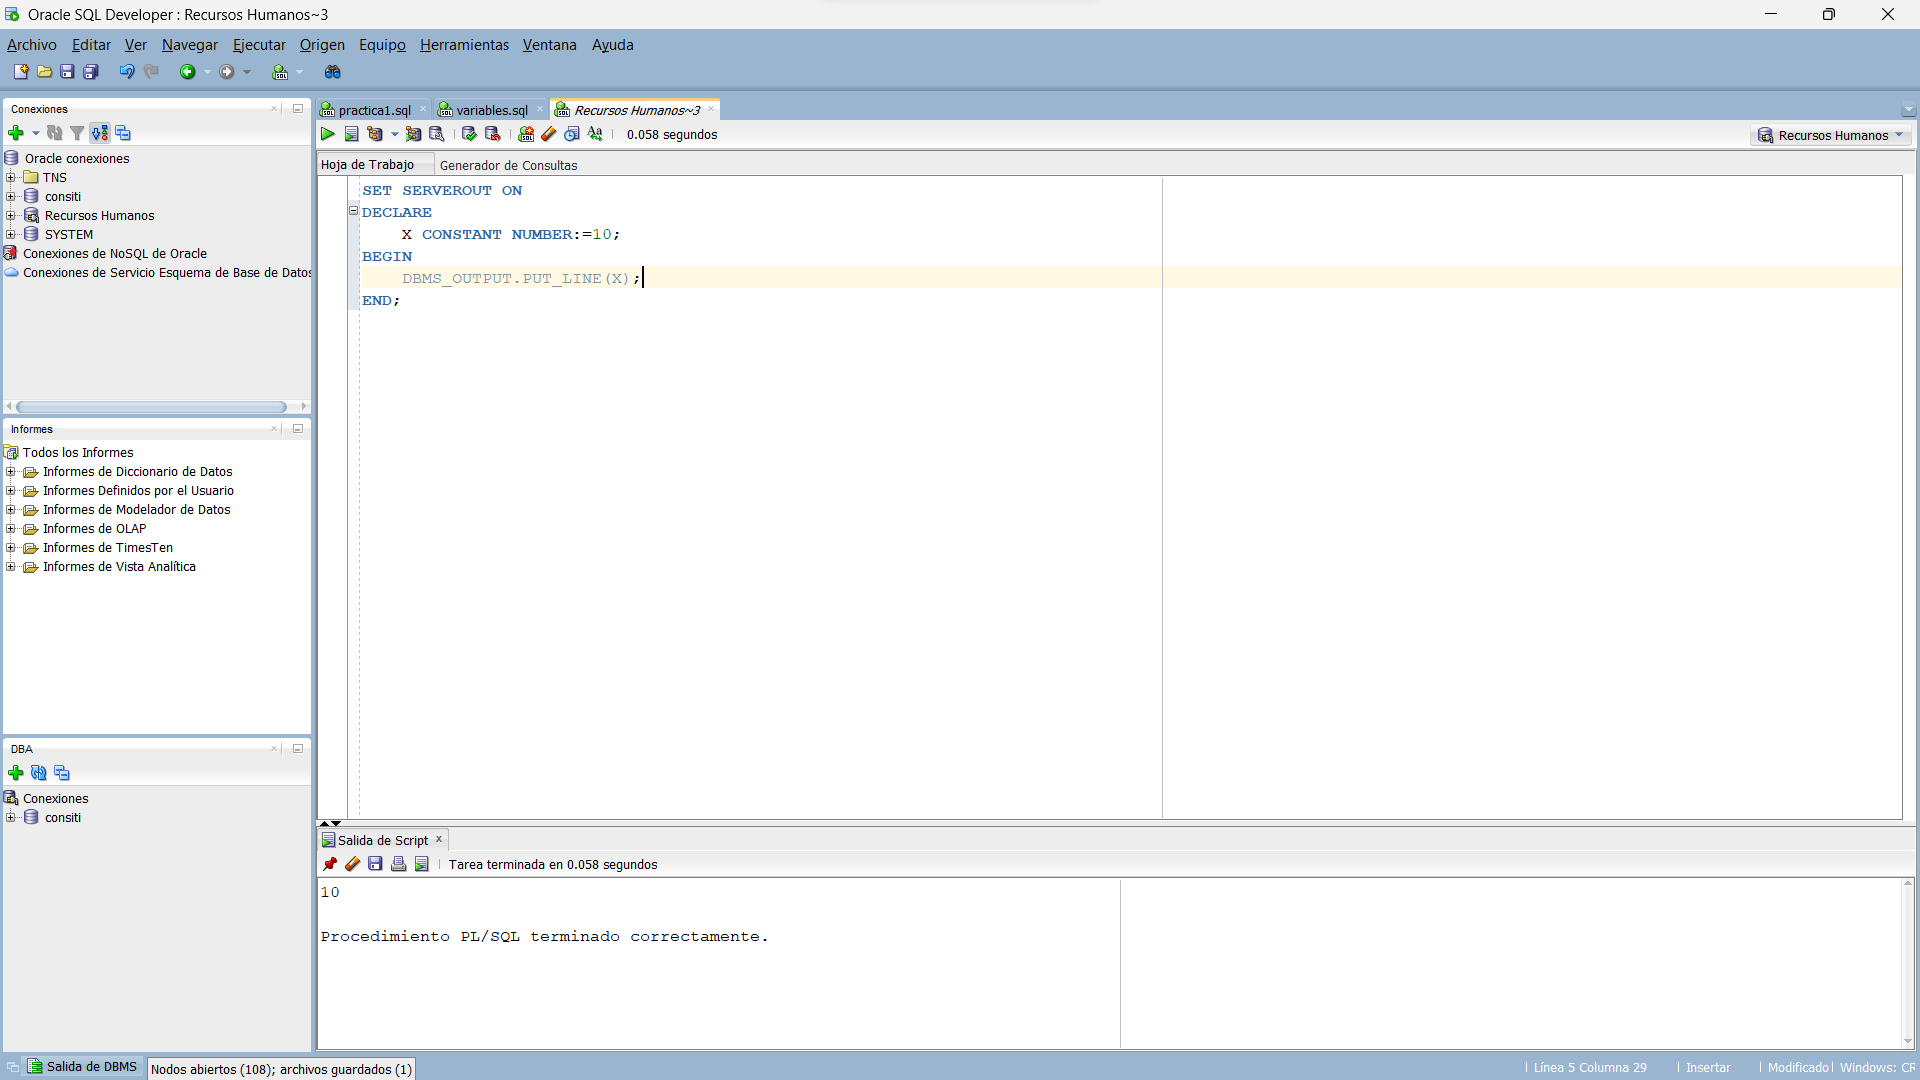 Oracle SQL Developer : Recursos Humanos~3
Archivo Editar Ver Navegar Ejecutar Origen Equipo Herramientas Ventana Ayuda
Conexiones
Oracle conexiones
TNS
consiti
Recursos Humanos
SYSTEM
Conexiones de NoSQL de Oracle
Conexiones de Servicio Esquema de Base de Datos
Informes
Todos los Informes
Informes de Diccionario de Datos
Informes Definidos por el Usuario
Informes de Modelador de Datos
Informes de OLAP
Informes de TimesTen
Informes de Vista Analítica
DBA
Conexiones
consiti
practica1.sql variables.sql Recursos Humanos~3
0.058 segundos
Recursos Humanos
Hoja de Trabajo Generador de Consultas
SET SERVEROUT ON
DECLARE
X CONSTANT NUMBER:=10;
BEGIN
DBMS_OUTPUT.PUT_LINE(X);
END;
Salida de Script
Tarea terminada en 0.058 segundos
10
Procedimiento PL/SQL terminado correctamente.
Salida de DBMS
Nodos abiertos (108); archivos guardados (1)
Línea 5 Columna 29 Insertar Modificado Windows: CR